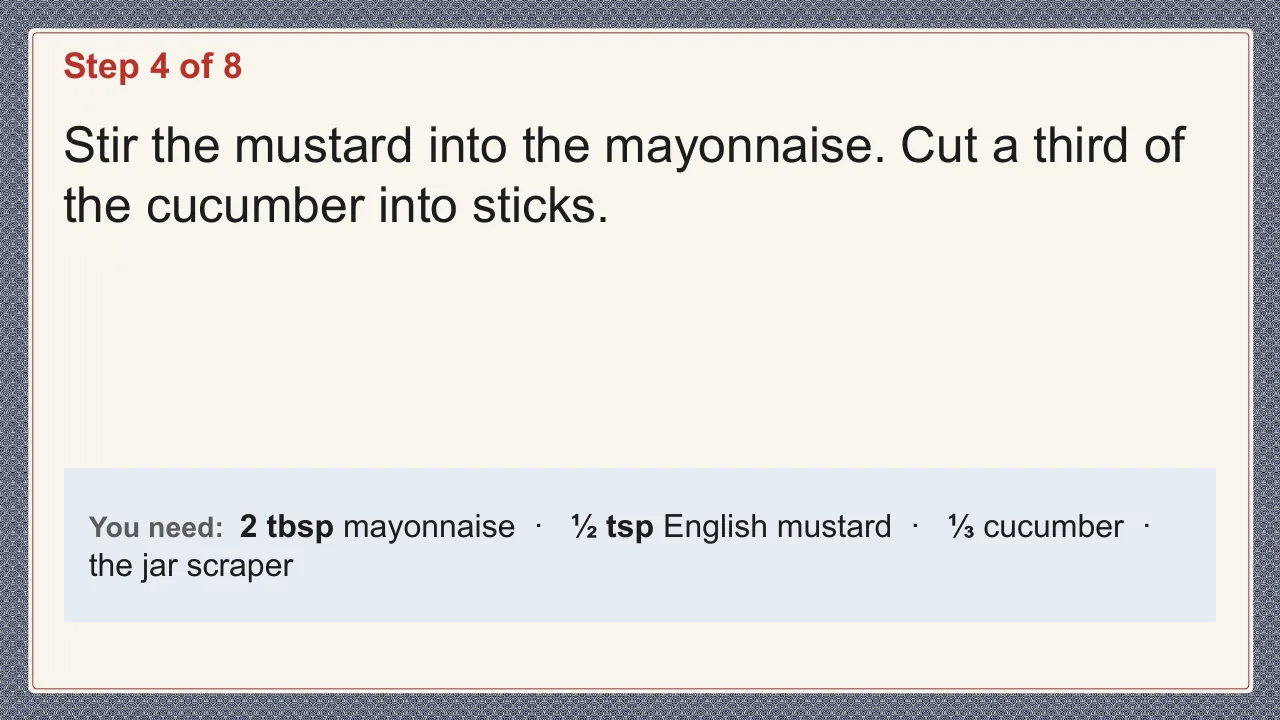 Step 4 of 8
Stir the mustard into the mayonnaise. Cut a third of
the cucumber into sticks.
You need: 2 tbsp mayonnaise · ½ tsp English mustard · ⅓ cucumber ·
the jar scraper